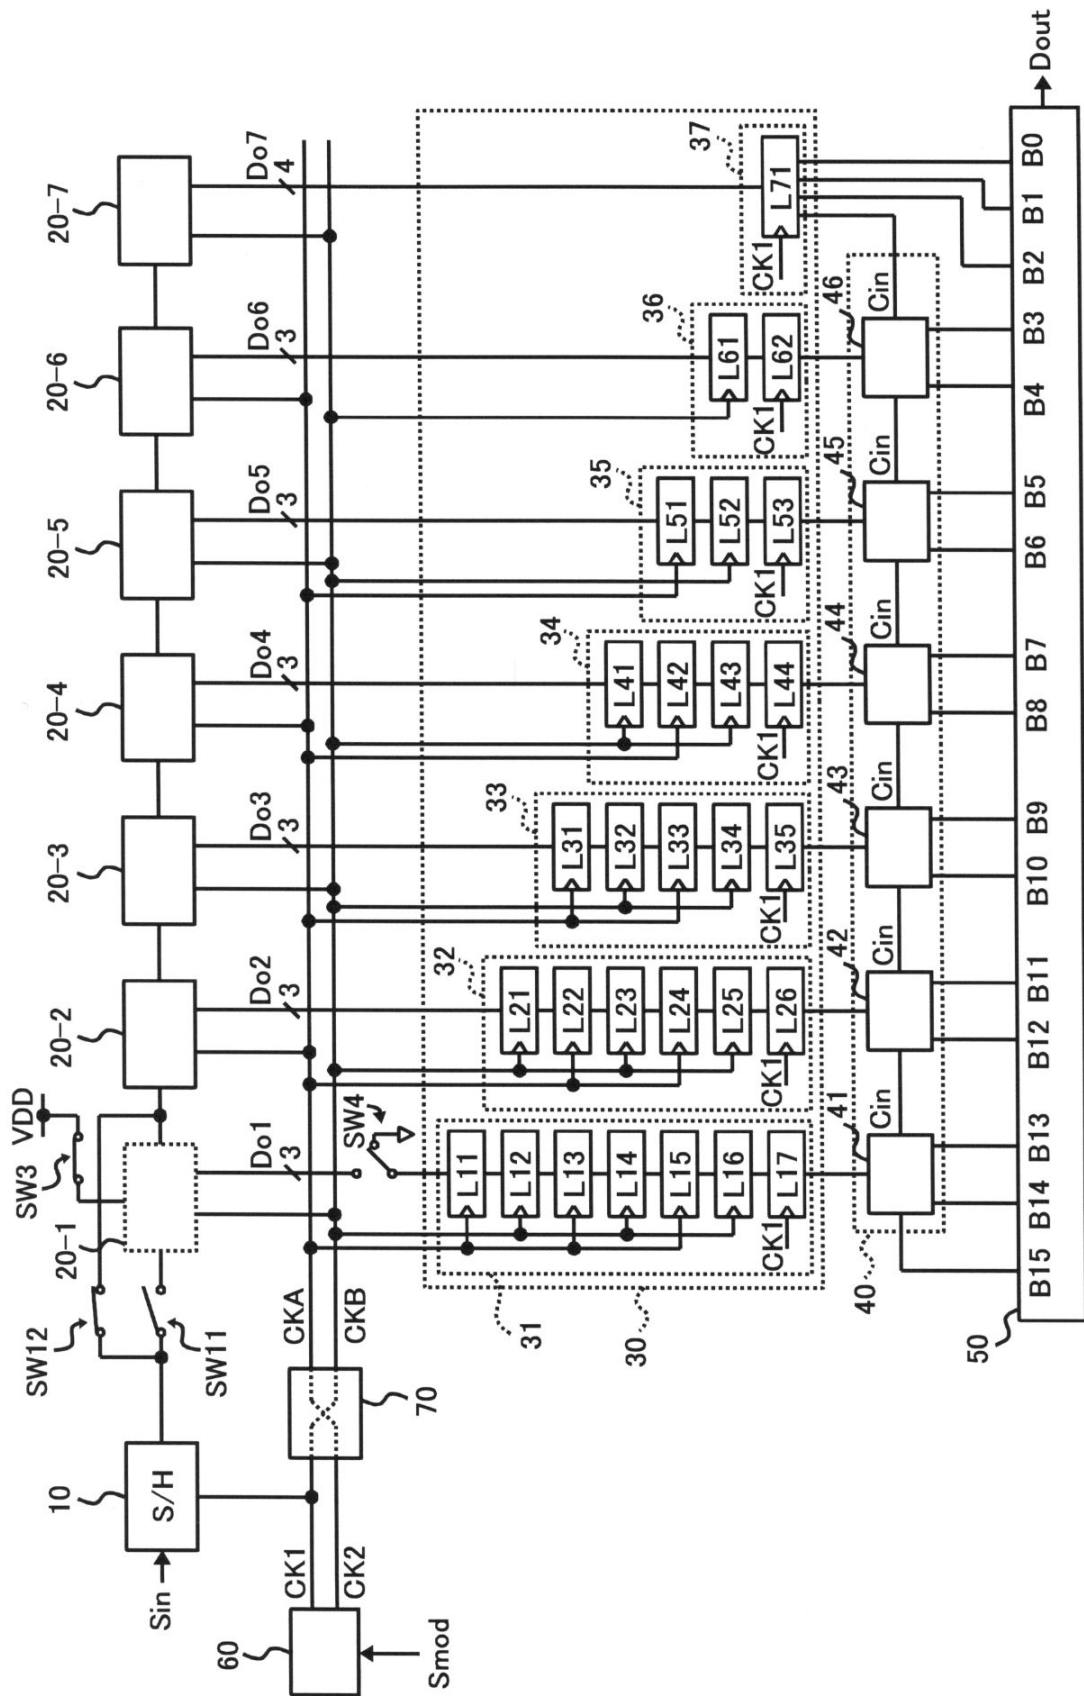 20-7
20-6
20-5
20-4
20-3
20-2
VDD
SW3
20-1
SW12
SW11
10
S/H
Sin
Do7
4
Do6
3
Do5
3
Do4
3
Do3
3
Do2
3
Do1
3
SW4
CKA
CKB
70
CK1
CK2
60
Smod
37
L71
CK1
36
L61
L62
CK1
35
L51
L52
L53
CK1
34
L41
L42
L43
L44
CK1
33
L31
L32
L33
L34
L35
CK1
32
L21
L22
L23
L24
L25
L26
CK1
L11
L12
L13
L14
L15
L16
L17
CK1
31
30
46
Cin
45
Cin
44
Cin
43
Cin
42
Cin
41
Cin
40
50
B15
B14
B13
B12
B11
B10
B9
B8
B7
B6
B5
B4
B3
B2
B1
B0
Dout